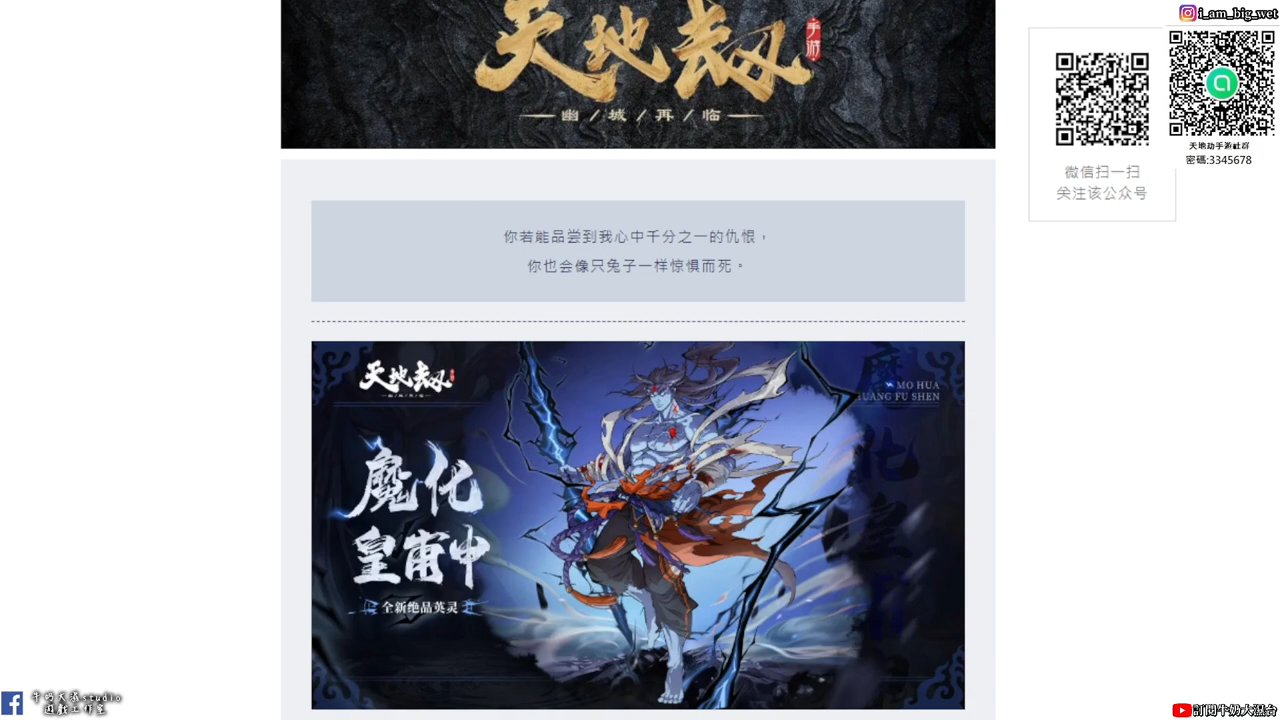 天地劫
手游
幽/城/再/临
i_am_big_wet
天地劫手游社群
密碼:3345678
微信扫一扫
关注该公众号
你若能品尝到我心中千分之一的仇恨，
你也会像只兔子一样惊惧而死。
天地劫
MO HUA
HUANG FU SHEN
魔化
皇甫申
全新绝品英灵
牛奶大濕studio
遊戲工作室
訂閱牛奶大濕